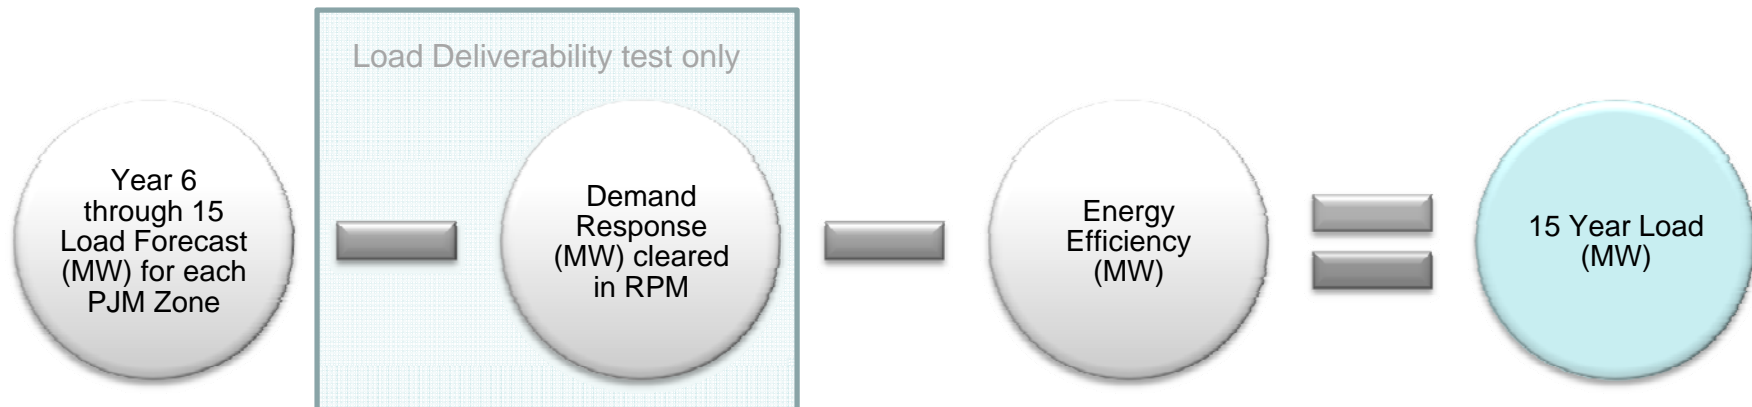 Load Deliverability test only
Year 6
through 15
Load Forecast
(MW) for each
PJM Zone
Demand
Response
(MW) cleared
in RPM
Energy
Efficiency
(MW)
15 Year Load
(MW)